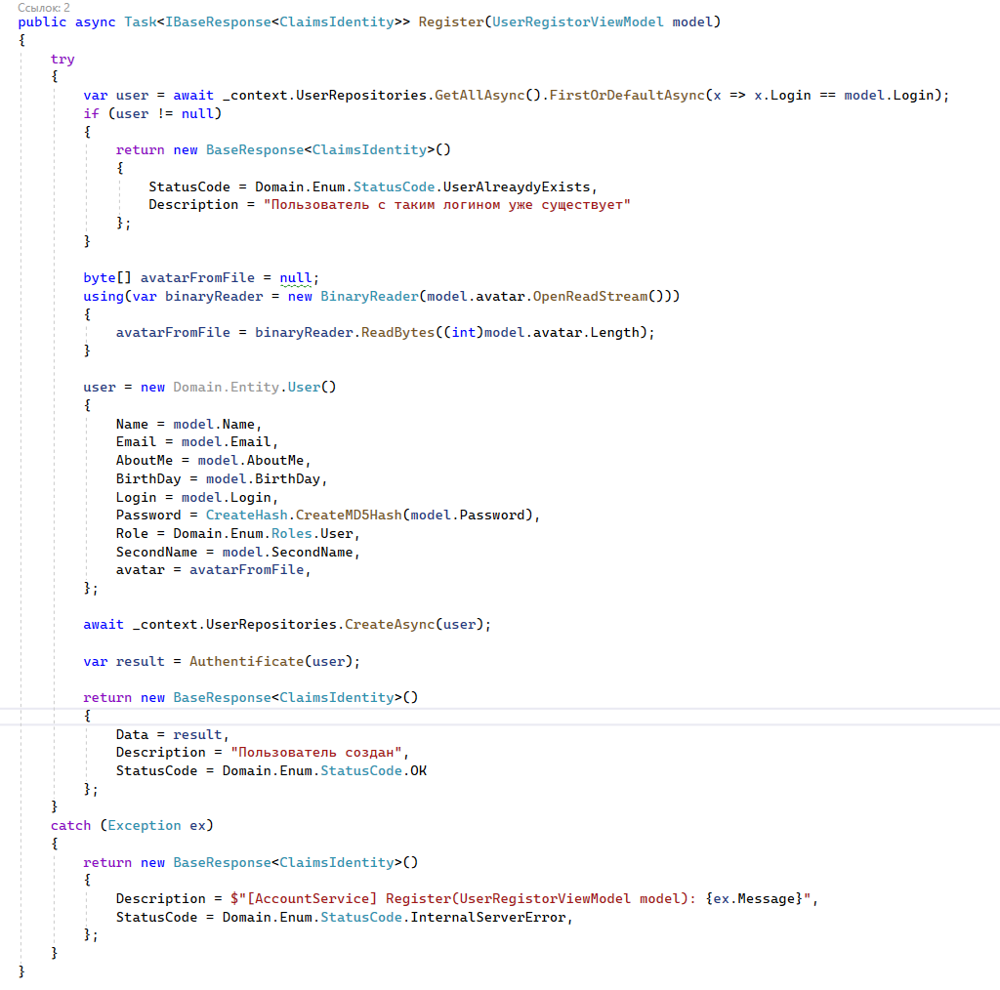 Ссылок: 2
public async Task<IBaseResponse<ClaimsIdentity>> Register(UserRegistorViewModel model)
{
try
{
var user = await _context.UserRepositories.GetAllAsync().FirstOrDefaultAsync(x => x.Login == model.Login);
if (user != null)
{
return new BaseResponse<ClaimsIdentity>()
{
StatusCode = Domain.Enum.StatusCode.UserAlreaydyExists,
Description = "Пользователь с таким логином уже существует"
};
}
byte[] avatarFromFile = null;
using(var binaryReader = new BinaryReader(model.avatar.OpenReadStream()))
{
avatarFromFile = binaryReader.ReadBytes((int)model.avatar.Length);
}
user = new Domain.Entity.User()
{
Name = model.Name,
Email = model.Email,
AboutMe = model.AboutMe,
BirthDay = model.BirthDay,
Login = model.Login,
Password = CreateHash.CreateMD5Hash(model.Password),
Role = Domain.Enum.Roles.User,
SecondName = model.SecondName,
avatar = avatarFromFile,
};
await _context.UserRepositories.CreateAsync(user);
var result = Authentificate(user);
return new BaseResponse<ClaimsIdentity>()
{
Data = result,
Description = "Пользователь создан",
StatusCode = Domain.Enum.StatusCode.OK
};
}
catch (Exception ex)
{
return new BaseResponse<ClaimsIdentity>()
{
Description = $"[AccountService] Register(UserRegistorViewModel model): {ex.Message}",
StatusCode = Domain.Enum.StatusCode.InternalServerError,
};
}
}